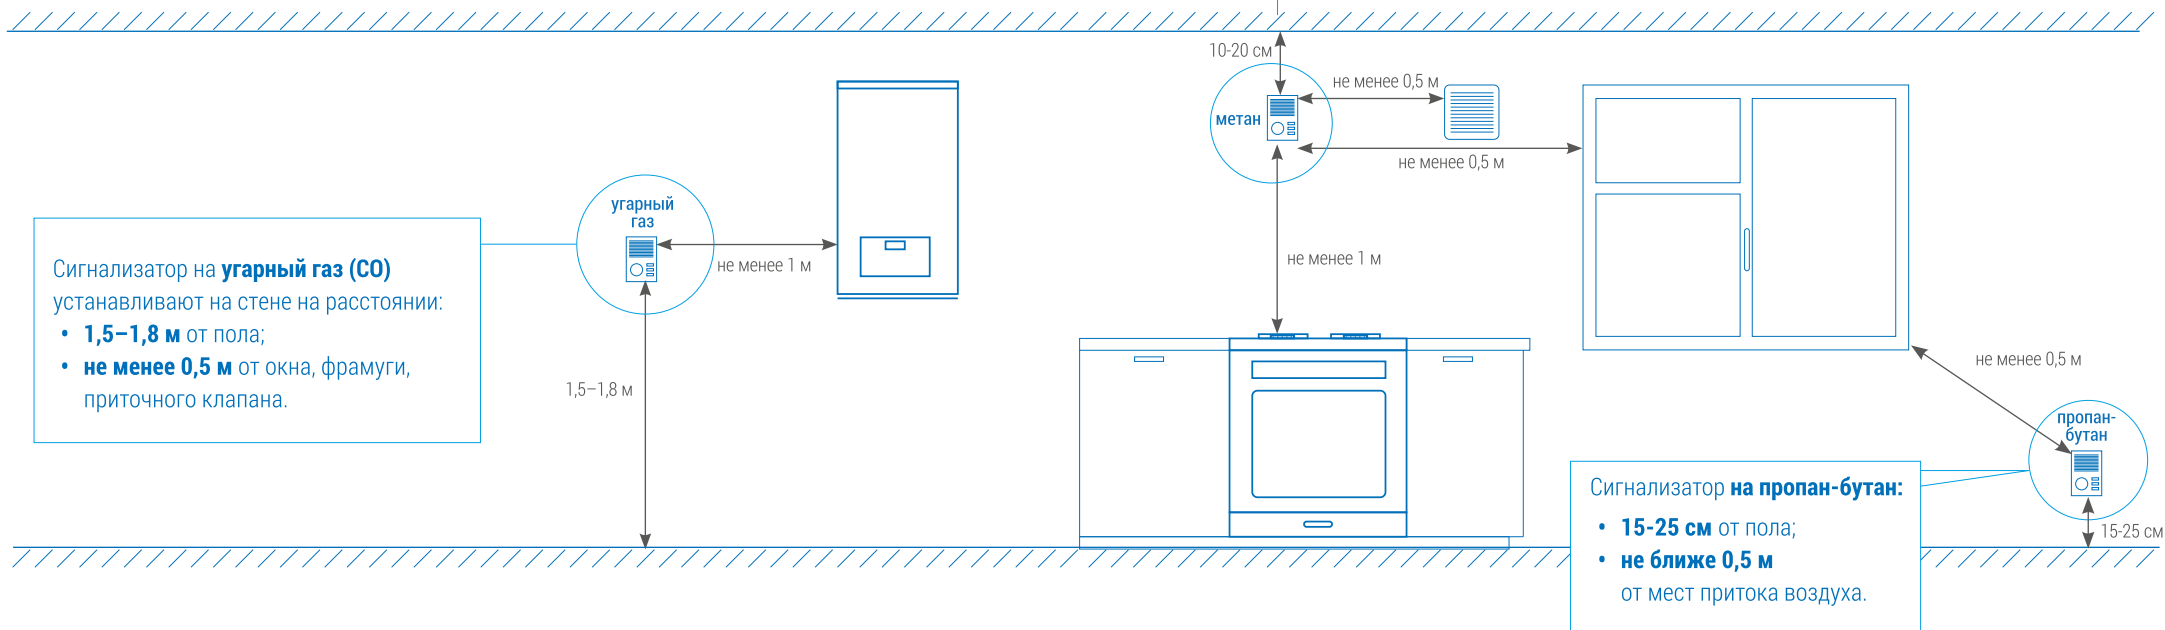 10-20 см
не менее 0,5 м
метан
не менее 0,5 м
угарный
газ
не менее 1 м
не менее 1 м
Сигнализатор на угарный газ (СО)
устанавливают на стене на расстоянии:
• 1,5–1,8 м от пола;
• не менее 0,5 м от окна, фрамуги,
приточного клапана.
1,5–1,8 м
не менее 0,5 м
пропан-
бутан
Сигнализатор на пропан-бутан:
• 15-25 см от пола;
• не ближе 0,5 м
от мест притока воздуха.
15-25 см